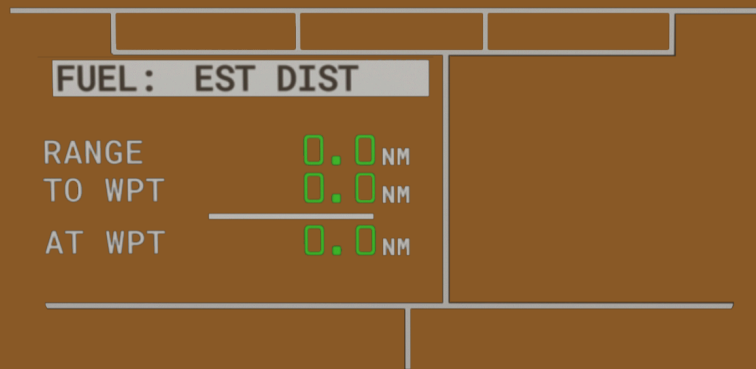 FUEL: EST DIST
RANGE 0.0NM
TO WPT 0.0NM
AT WPT 0.0NM